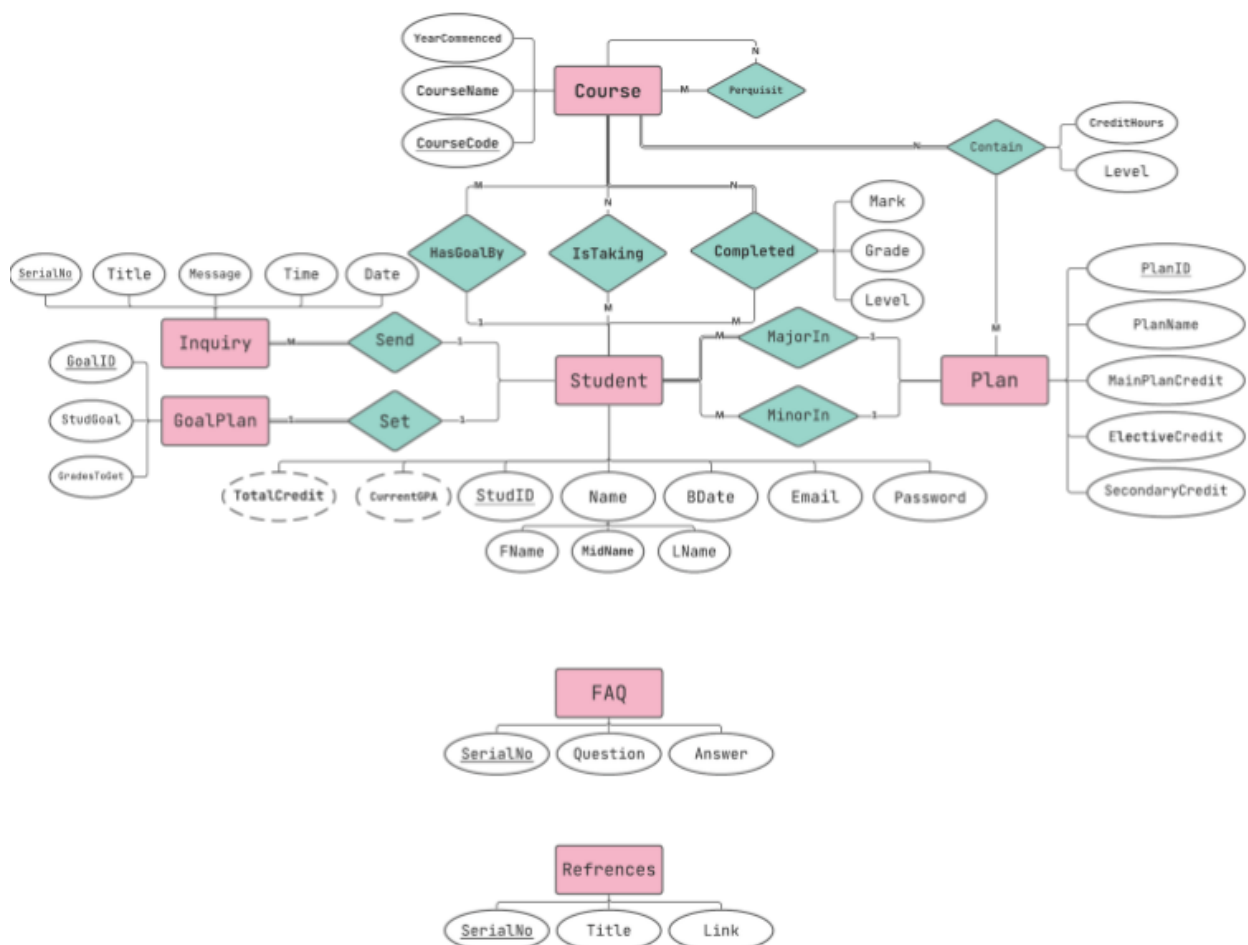 YearCommenced
N
Course
CourseName
M
Perquisit
CreditHours
CourseCode
N
Contain
Level
M
N
N
Mark
HasGoalBy
IsTaking
Completed
Grade
SerialNo
Title
Message
Time
Date
PlanID
Level
M
1
M
M
PlanName
Inquiry
M
Send
1
M
MajorIn
1
GoalID
Student
Plan
MainPlanCredit
StudGoal
GoalPlan
1
Set
1
M
MinorIn
1
ElectiveCredit
GradesToGet
SecondaryCredit
TotalCredit
CurrentGPA
StudID
Name
BDate
Email
Password
FName
MidName
LName
FAQ
SerialNo
Question
Answer
Refrences
SerialNo
Title
Link